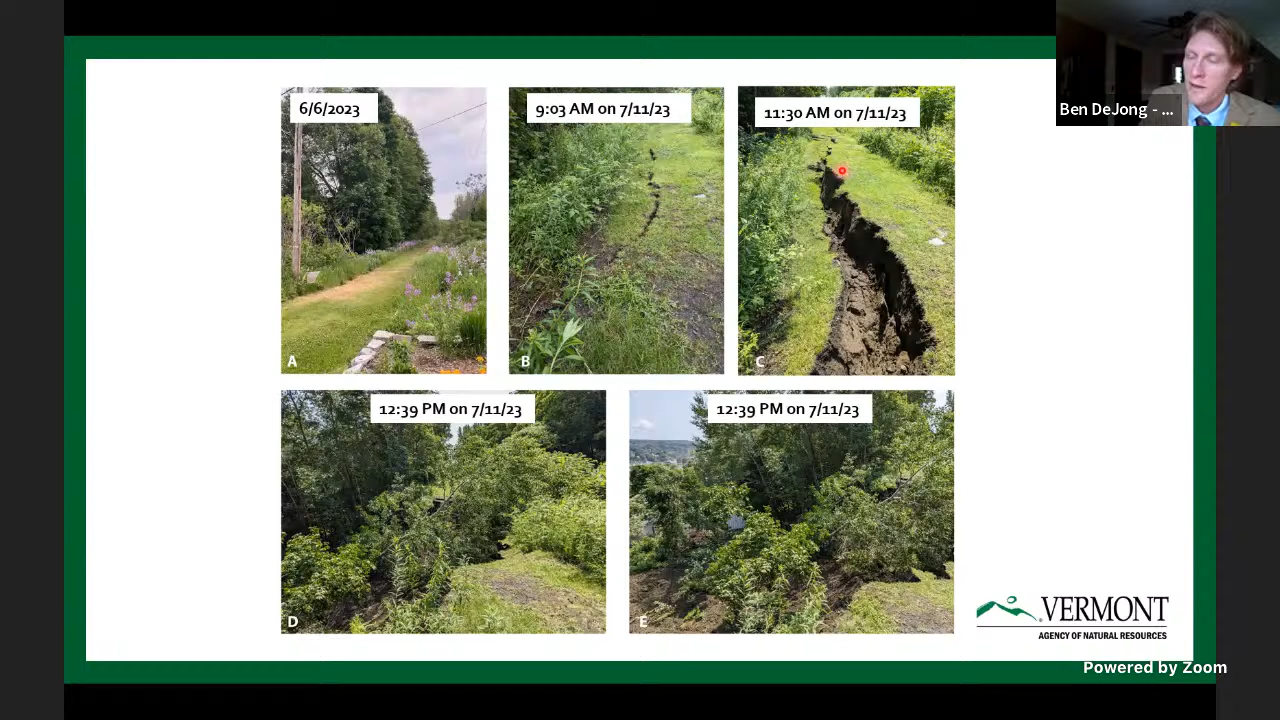 Ben DeJong - ...
6/6/2023
9:03 AM on 7/11/23
11:30 AM on 7/11/23
A
B
C
12:39 PM on 7/11/23
12:39 PM on 7/11/23
D
E
VERMONT
AGENCY OF NATURAL RESOURCES
Powered by Zoom